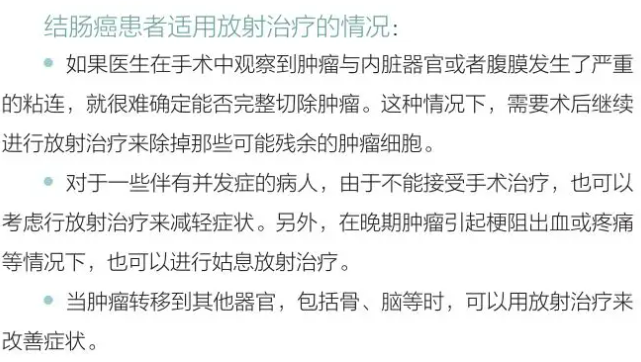 结肠癌患者适用放射治疗的情况：
● 如果医生在手术中观察到肿瘤与内脏器官或者腹膜发生了严重
的粘连，就很难确定能否完整切除肿瘤。这种情况下，需要术后继续
进行放射治疗来除掉那些可能残余的肿瘤细胞。
● 对于一些伴有并发症的病人，由于不能接受手术治疗，也可以
考虑行放射治疗来减轻症状。另外，在晚期肿瘤引起梗阻出血或疼痛
等情况下，也可以进行姑息放射治疗。
● 当肿瘤转移到其他器官，包括骨、脑等时，可以用放射治疗来
改善症状。